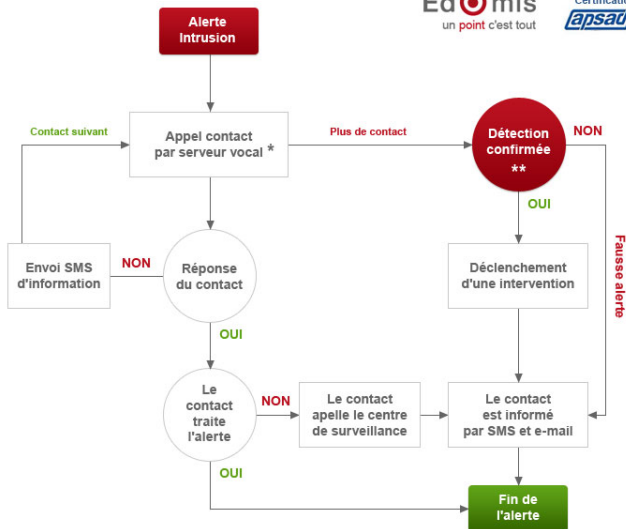 Alerte
Intrusion
Edomis
un point c'est tout
Certification
apsad
Contact suivant
Appel contact
par serveur vocal *
Plus de contact
Détection
confirmée
**
NON
OUI
Envoi SMS
d'information
NON
Réponse
du contact
Déclenchement
d'une intervention
Fausse alerte
OUI
Le
contact
traite
l'alerte
NON
Le contact
apelle le centre
de surveillance
Le contact
est informé
par SMS et e-mail
OUI
Fin de
l'alerte